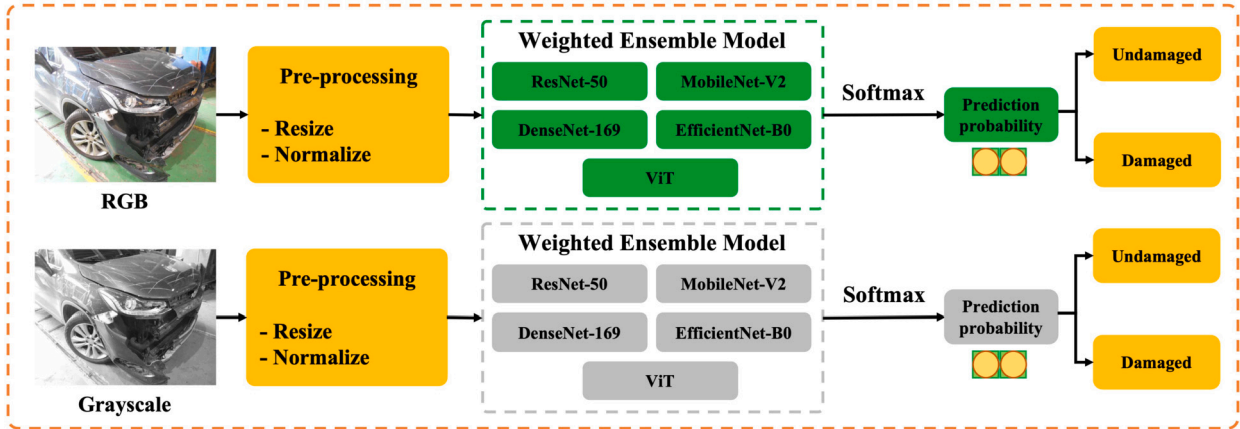 RGB
Pre-processing
- Resize
- Normalize
Weighted Ensemble Model
ResNet-50
MobileNet-V2
DenseNet-169
EfficientNet-B0
ViT
Softmax
Prediction
probability
Undamaged
Damaged
Grayscale
Pre-processing
- Resize
- Normalize
Weighted Ensemble Model
ResNet-50
MobileNet-V2
DenseNet-169
EfficientNet-B0
ViT
Softmax
Prediction
probability
Undamaged
Damaged